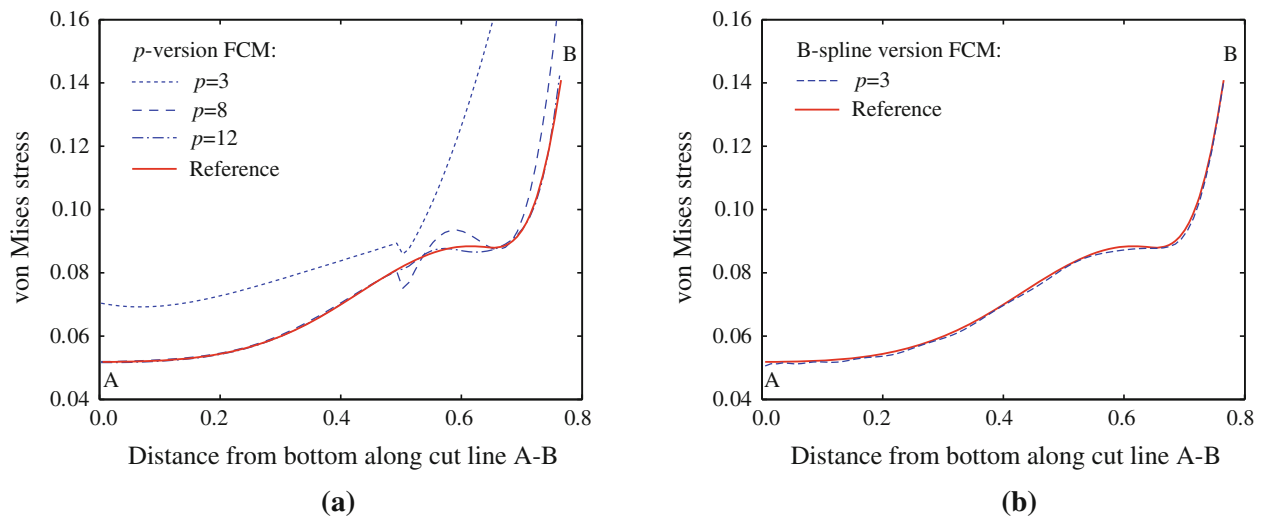 0.16
0.14
0.12
0.10
0.08
0.06
0.04
von Mises stress
p-version FCM:
p=3
p=8
p=12
Reference
A
B
0.0
0.2
0.4
0.6
0.8
Distance from bottom along cut line A-B
(a)
0.16
0.14
0.12
0.10
0.08
0.06
0.04
von Mises stress
B-spline version FCM:
p=3
Reference
A
B
0.0
0.2
0.4
0.6
0.8
Distance from bottom along cut line A-B
(b)